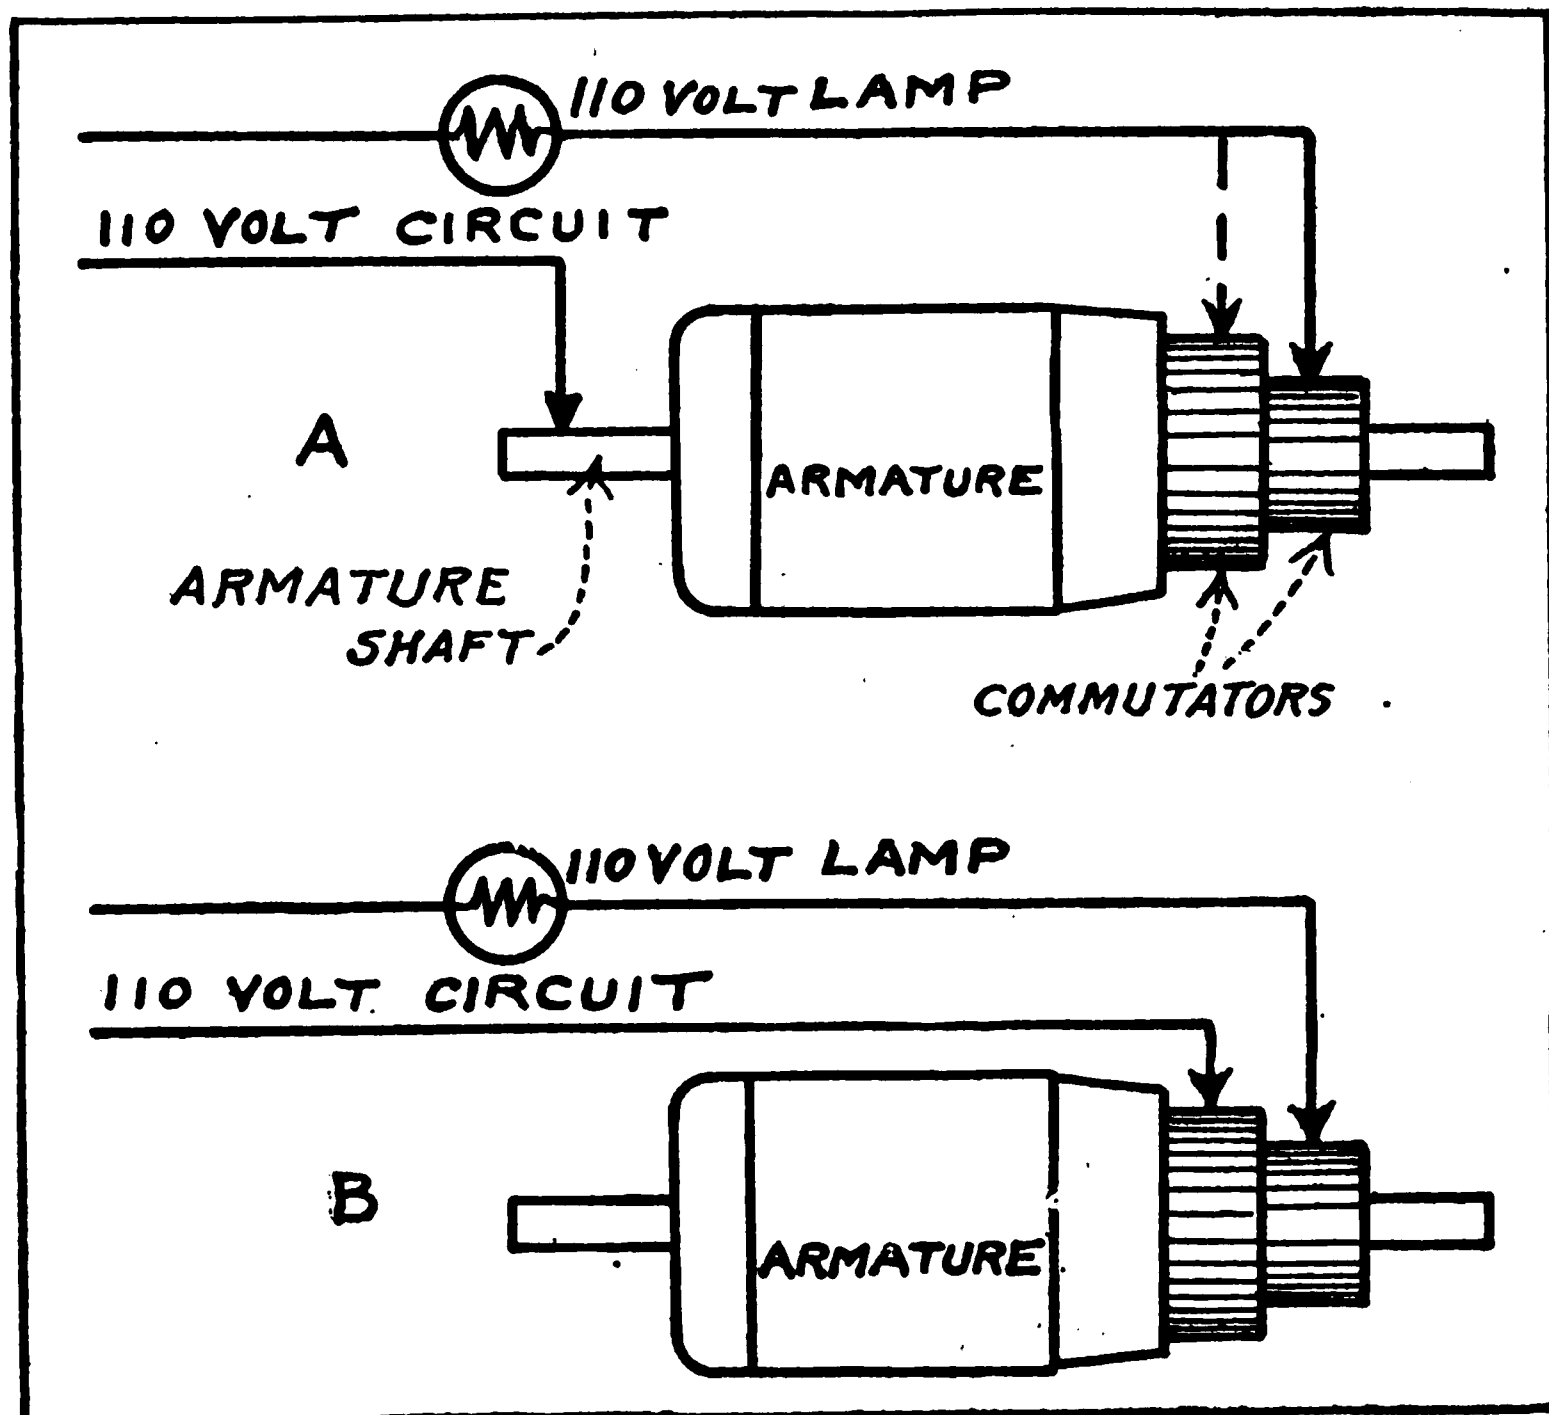 110 VOLT LAMP
110 VOLT CIRCUIT
A
ARMATURE
ARMATURE
SHAFT
COMMUTATORS
110 VOLT LAMP
110 VOLT CIRCUIT
B
ARMATURE